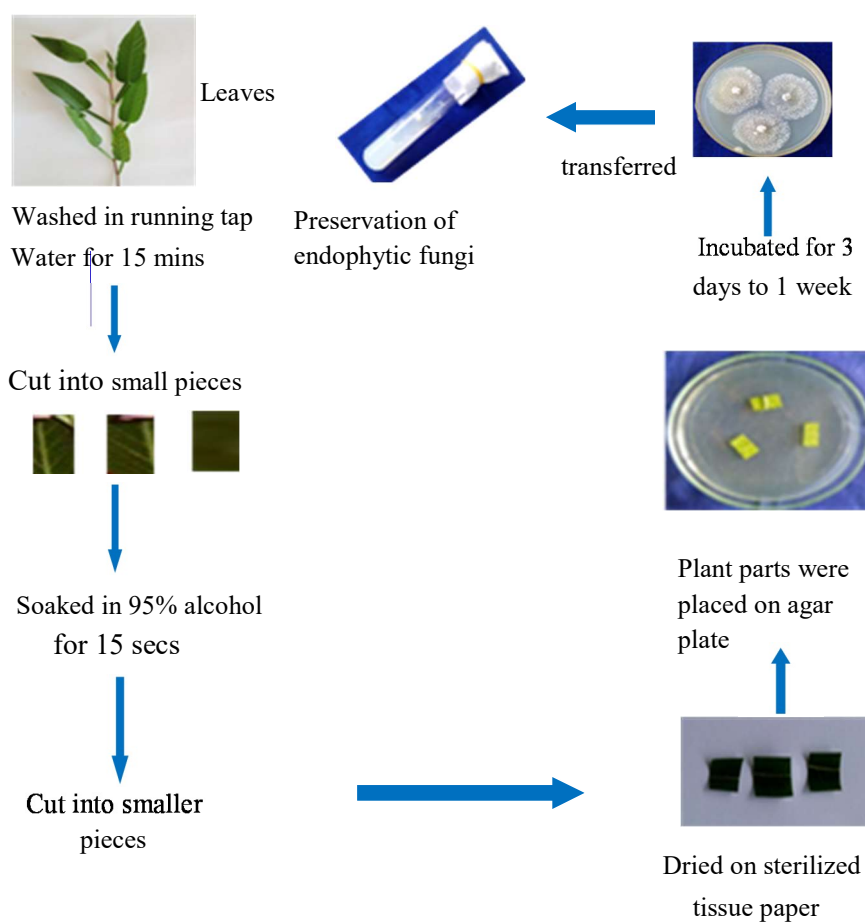 Leaves
Washed in running tap
Water for 15 mins
Cut into small pieces
Soaked in 95% alcohol
for 15 secs
Cut into smaller
pieces
Dried on sterilized
tissue paper
Plant parts were
placed on agar
plate
Incubated for 3
days to 1 week
transferred
Preservation of
endophytic fungi